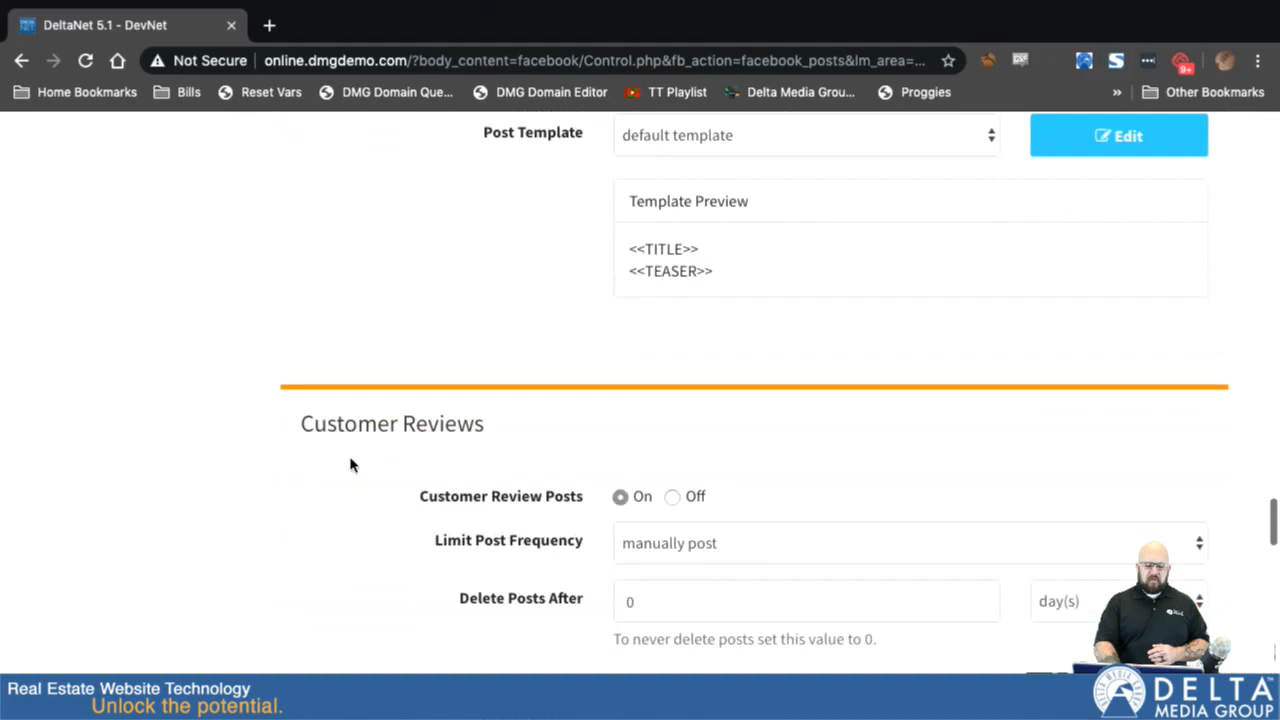 DeltaNet 5.1 - DevNet
Not Secure online.dmgdemo.com/?body_content=facebook/Control.php&fb_action=facebook_posts&lm_area=...
9+
Home Bookmarks Bills Reset Vars DMG Domain Que... DMG Domain Editor TT Playlist Delta Media Grou... Proggies » Other Bookmarks
Post Template default template Edit
Template Preview
<<TITLE>>
<<TEASER>>
Customer Reviews
Customer Review Posts On Off
Limit Post Frequency manually post
Delete Posts After 0 day(s)
To never delete posts set this value to 0.
Real Estate Website Technology
Unlock the potential.
DELTA
MEDIA GROUP